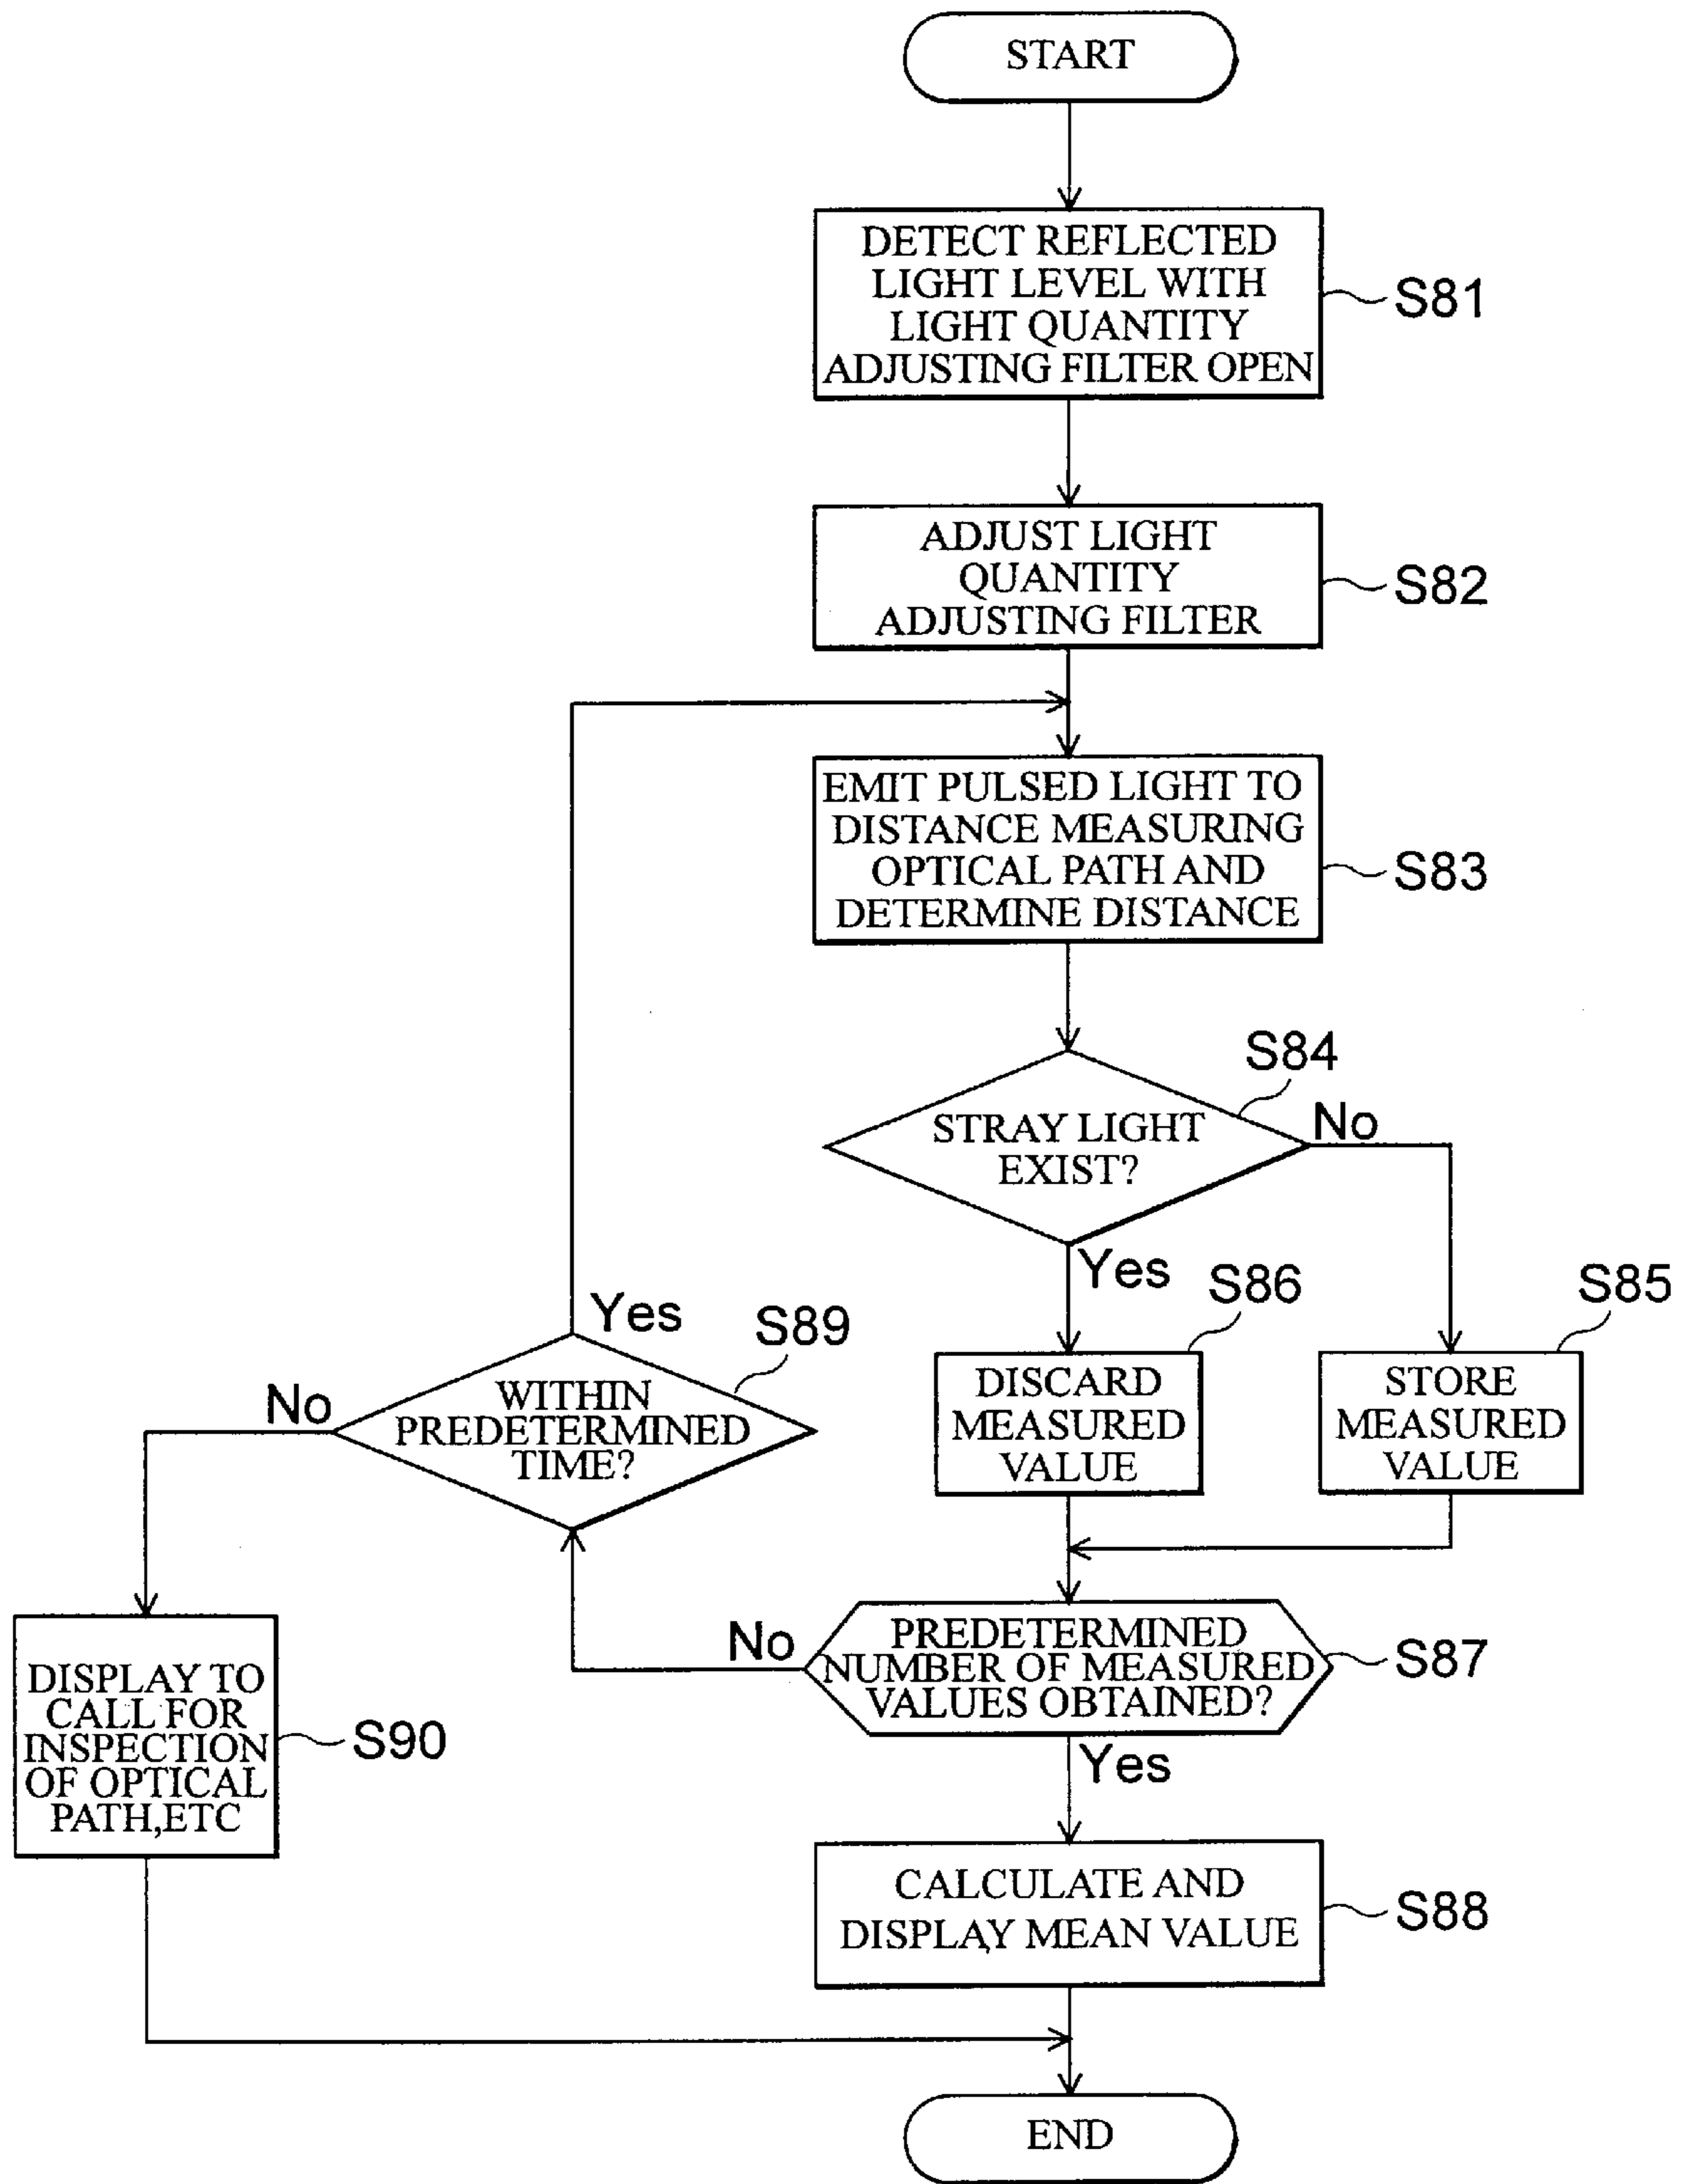 START
DETECT REFLECTED
LIGHT LEVEL WITH
LIGHT QUANTITY
ADJUSTING FILTER OPEN
S81
ADJUST LIGHT
QUANTITY
ADJUSTING FILTER
S82
EMIT PULSED LIGHT TO
DISTANCE MEASURING
OPTICAL PATH AND
DETERMINE DISTANCE
S83
S84
STRAY LIGHT
EXIST?
No
Yes
S86
S85
DISCARD
MEASURED
VALUE
STORE
MEASURED
VALUE
Yes
S89
No
WITHIN
PREDETERMINED
TIME?
No
PREDETERMINED
NUMBER OF MEASURED
VALUES OBTAINED?
S87
Yes
DISPLAY TO
CALL FOR
INSPECTION
OF OPTICAL
PATH,ETC
S90
CALCULATE AND
DISPLAY MEAN VALUE
S88
END